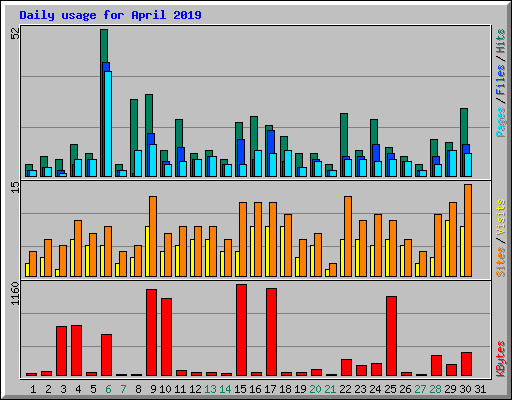 Daily usage for April 2019
52
Pages / Files / Hits
15
Sites / Visits
1160
KBytes
1 2 3 4 5 6 7 8 9 10 11 12 13 14 15 16 17 18 19 20 21 22 23 24 25 26 27 28 29 30 31